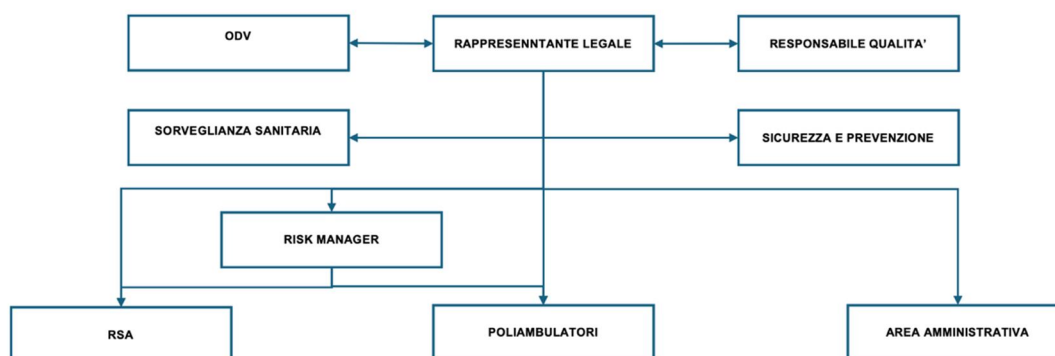 ODV
RAPPRESENNTANTE LEGALE
RESPONSABILE QUALITA'
SORVEGLIANZA SANITARIA
SICUREZZA E PREVENZIONE
RISK MANAGER
RSA
POLIAMBULATORI
AREA AMMINISTRATIVA